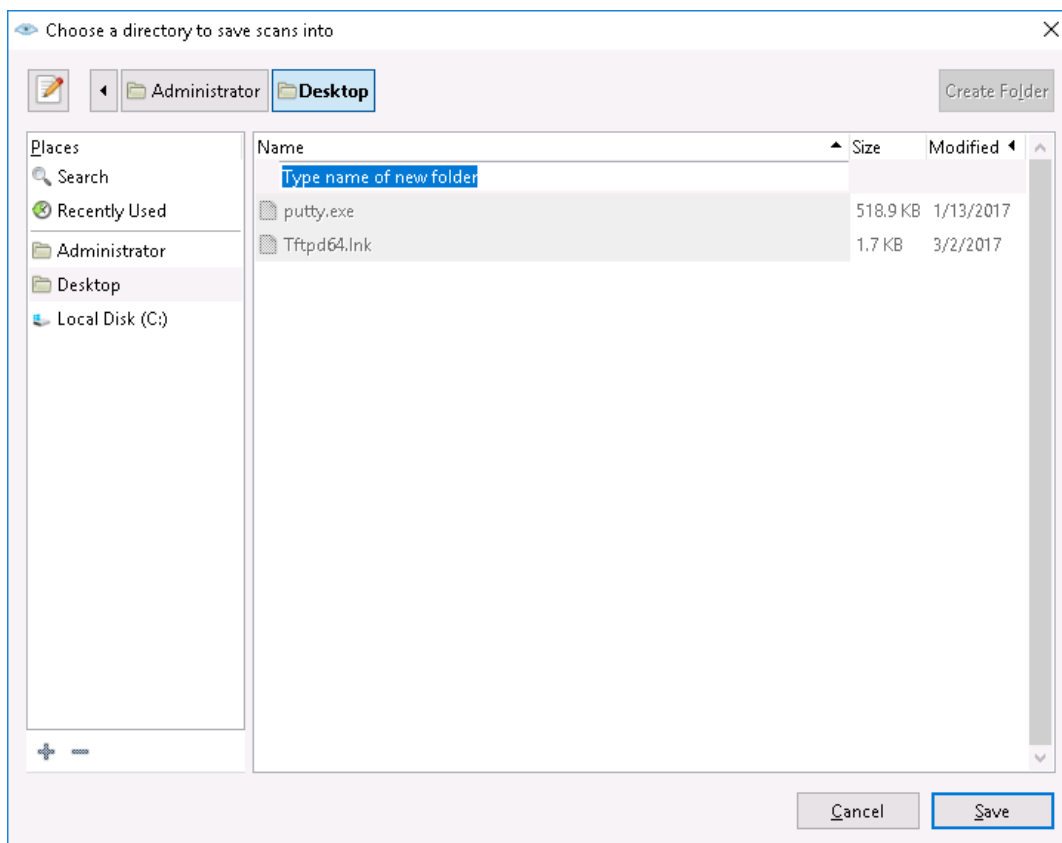 Choose a directory to save scans into
Administrator Desktop Create Folder
Places
Search
Recently Used
Administrator
Desktop
Local Disk (C:)
Name Size Modified
Type name of new folder
putty.exe 518.9 KB 1/13/2017
Tftpd64.lnk 1.7 KB 3/2/2017
Cancel Save